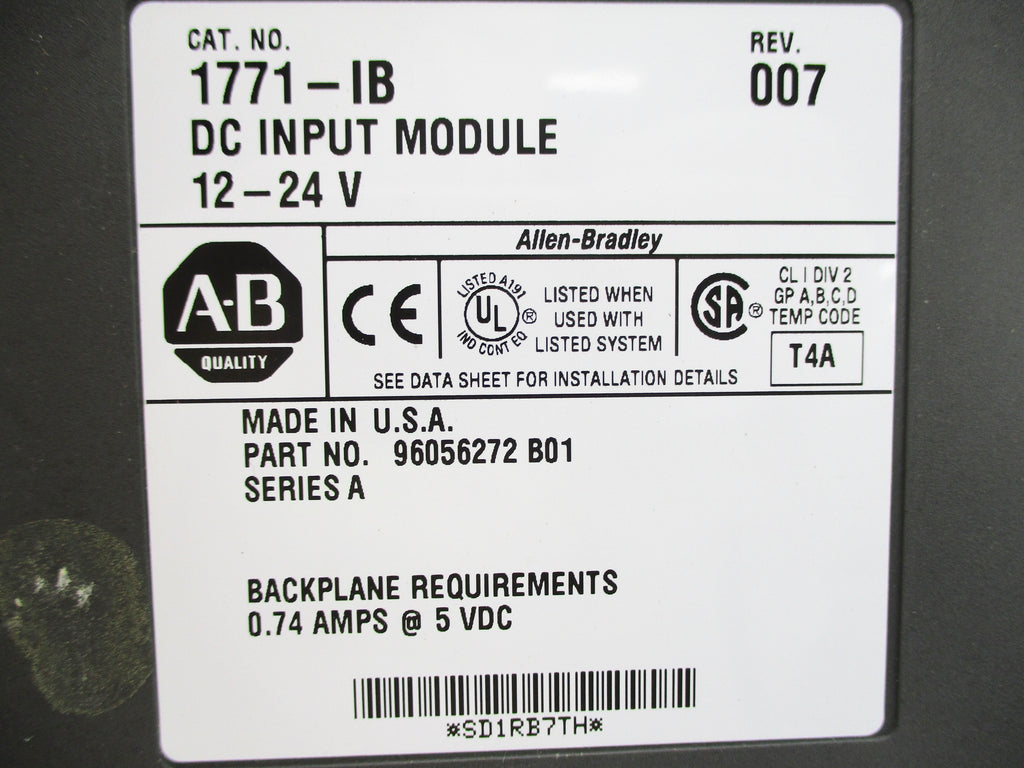 CAT. NO.
REV.
1771-IB
007
DC INPUT MODULE
12-24 V
Allen-Bradley
A-B
QUALITY
CE
LISTED A191
UL
®
IND CONT EQ
LISTED WHEN
USED WITH
LISTED SYSTEM
SA
®
CL I DIV 2
GP A,B,C,D
TEMP CODE
T4A
SEE DATA SHEET FOR INSTALLATION DETAILS
MADE IN U.S.A.
PART NO. 96056272 B01
SERIES A
BACKPLANE REQUIREMENTS
0.74 AMPS @ 5 VDC
*SD1RB7TH*